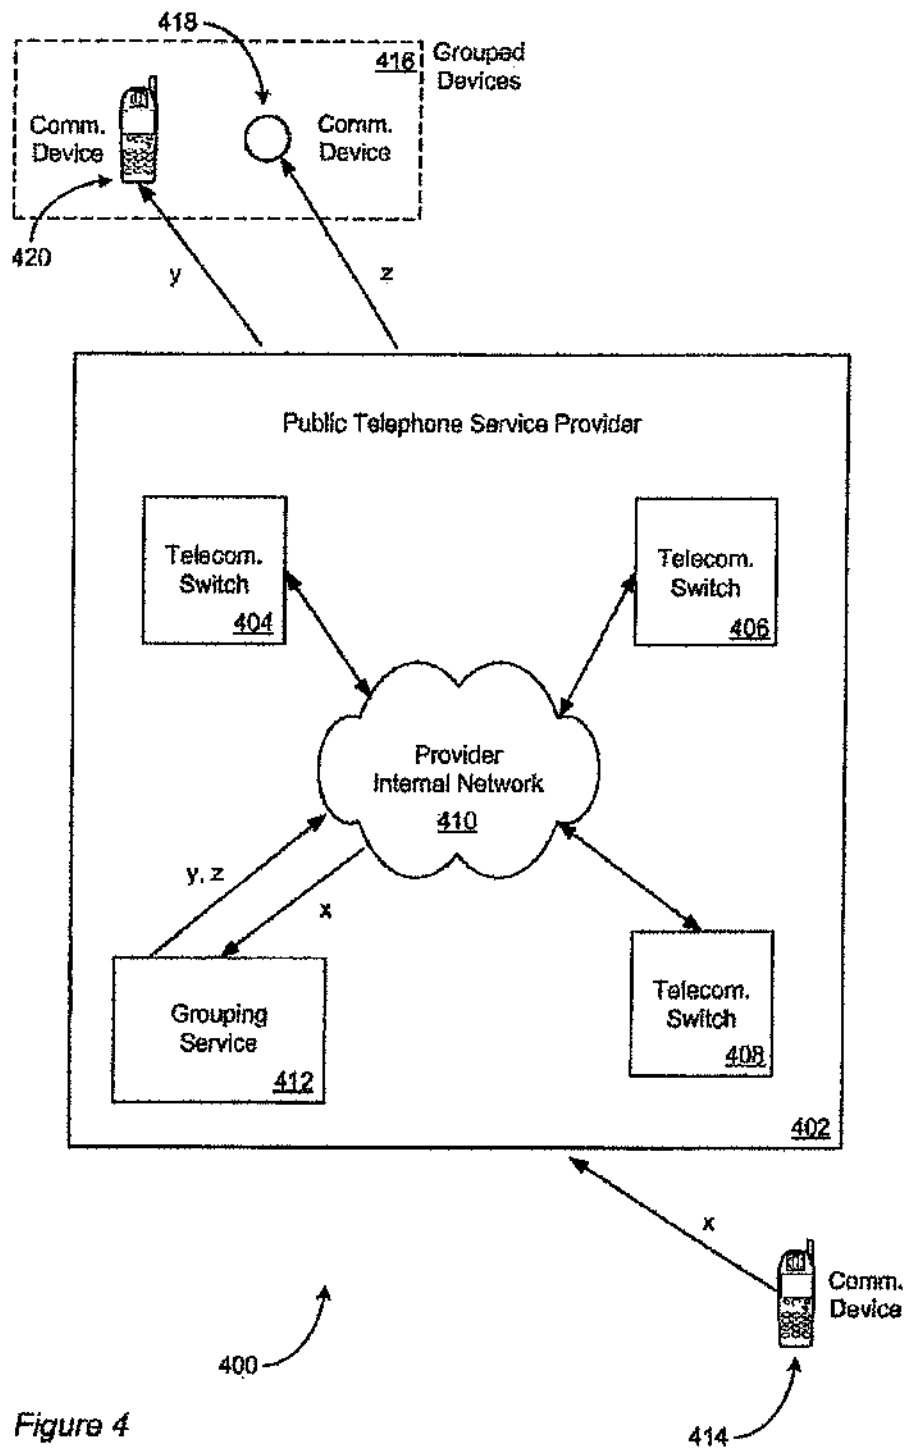 418
416
Grouped
Devices
Comm.
Device
Comm.
Device
420
y
z
Public Telephone Service Provider
Telecom.
Switch
404
Telecom.
Switch
406
Provider
Internal Network
410
y, z
x
Grouping
Service
412
Telecom.
Switch
408
402
x
Comm.
Device
400
414
Figure 4